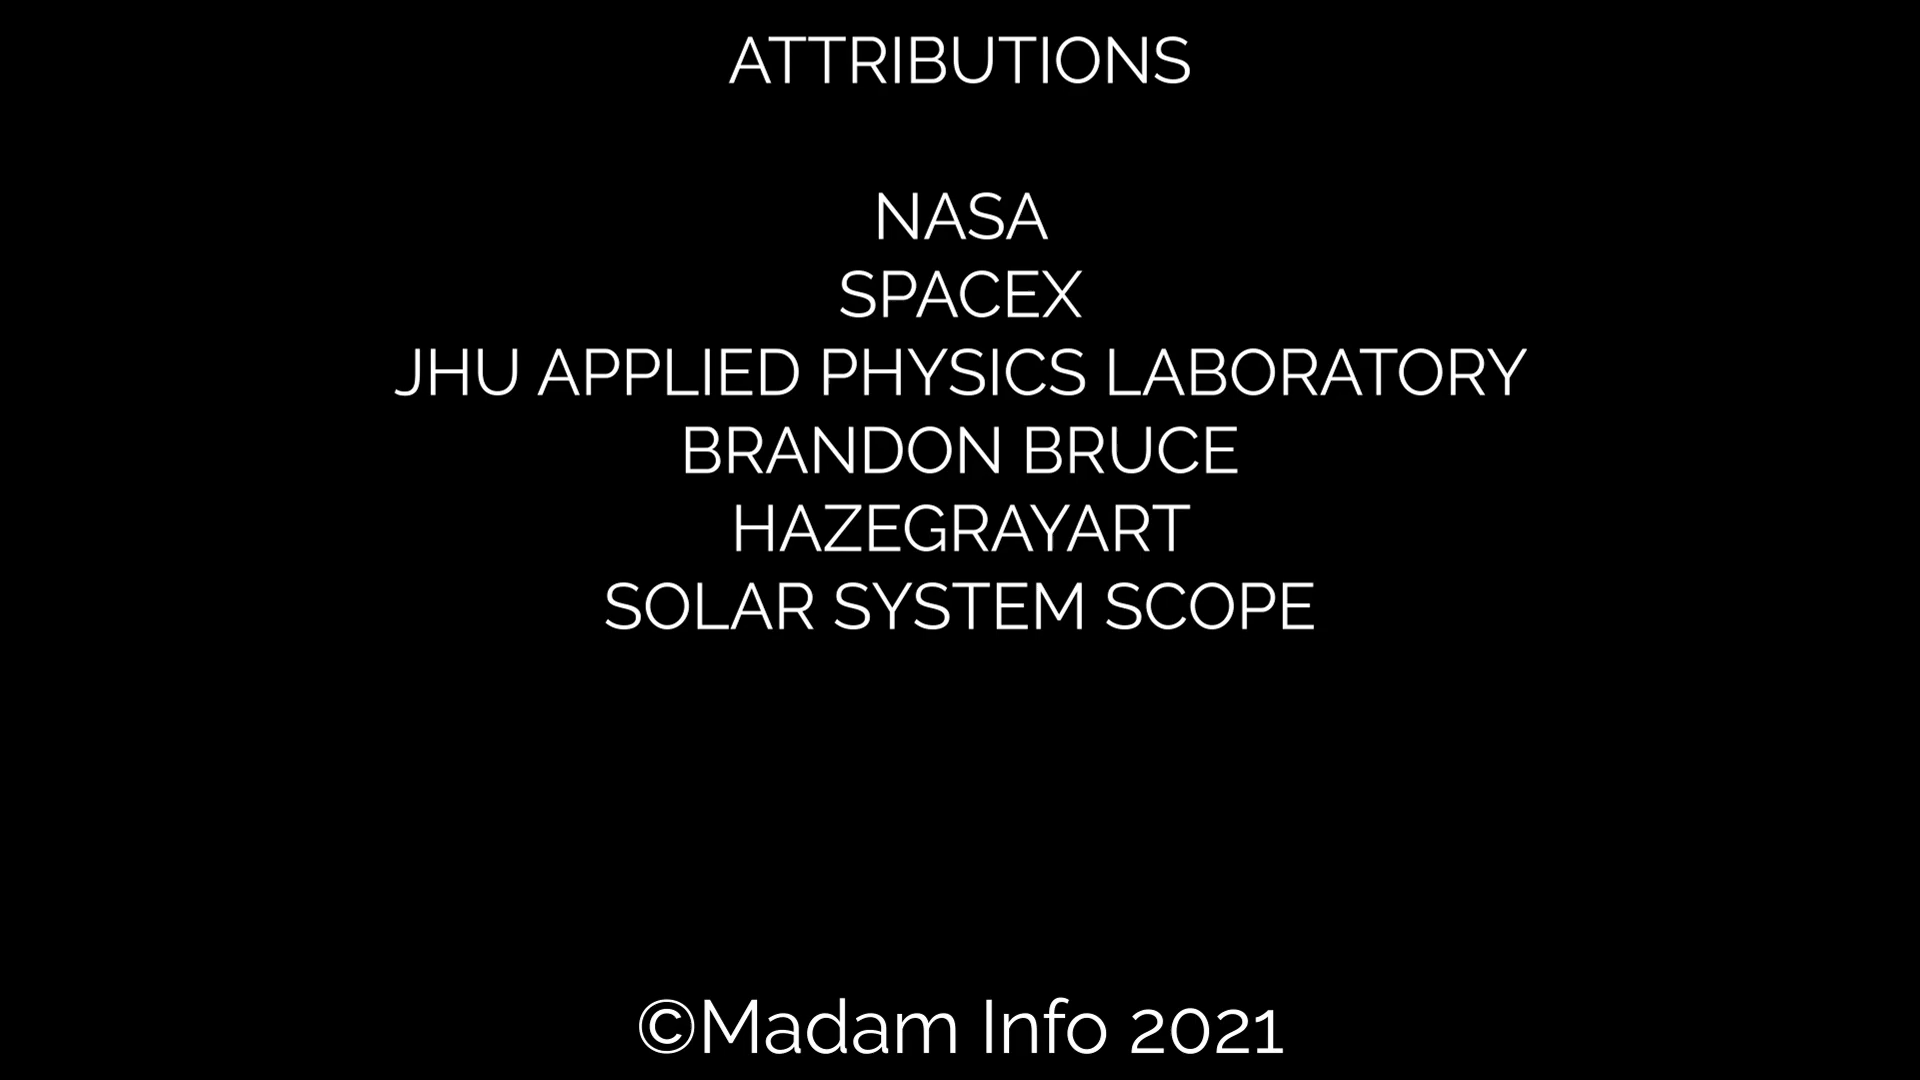 ATTRIBUTIONS
NASA
SPACEX
JHU APPLIED PHYSICS LABORATORY
BRANDON BRUCE
HAZEGRAYART
SOLAR SYSTEM SCOPE
©Madam Info 2021